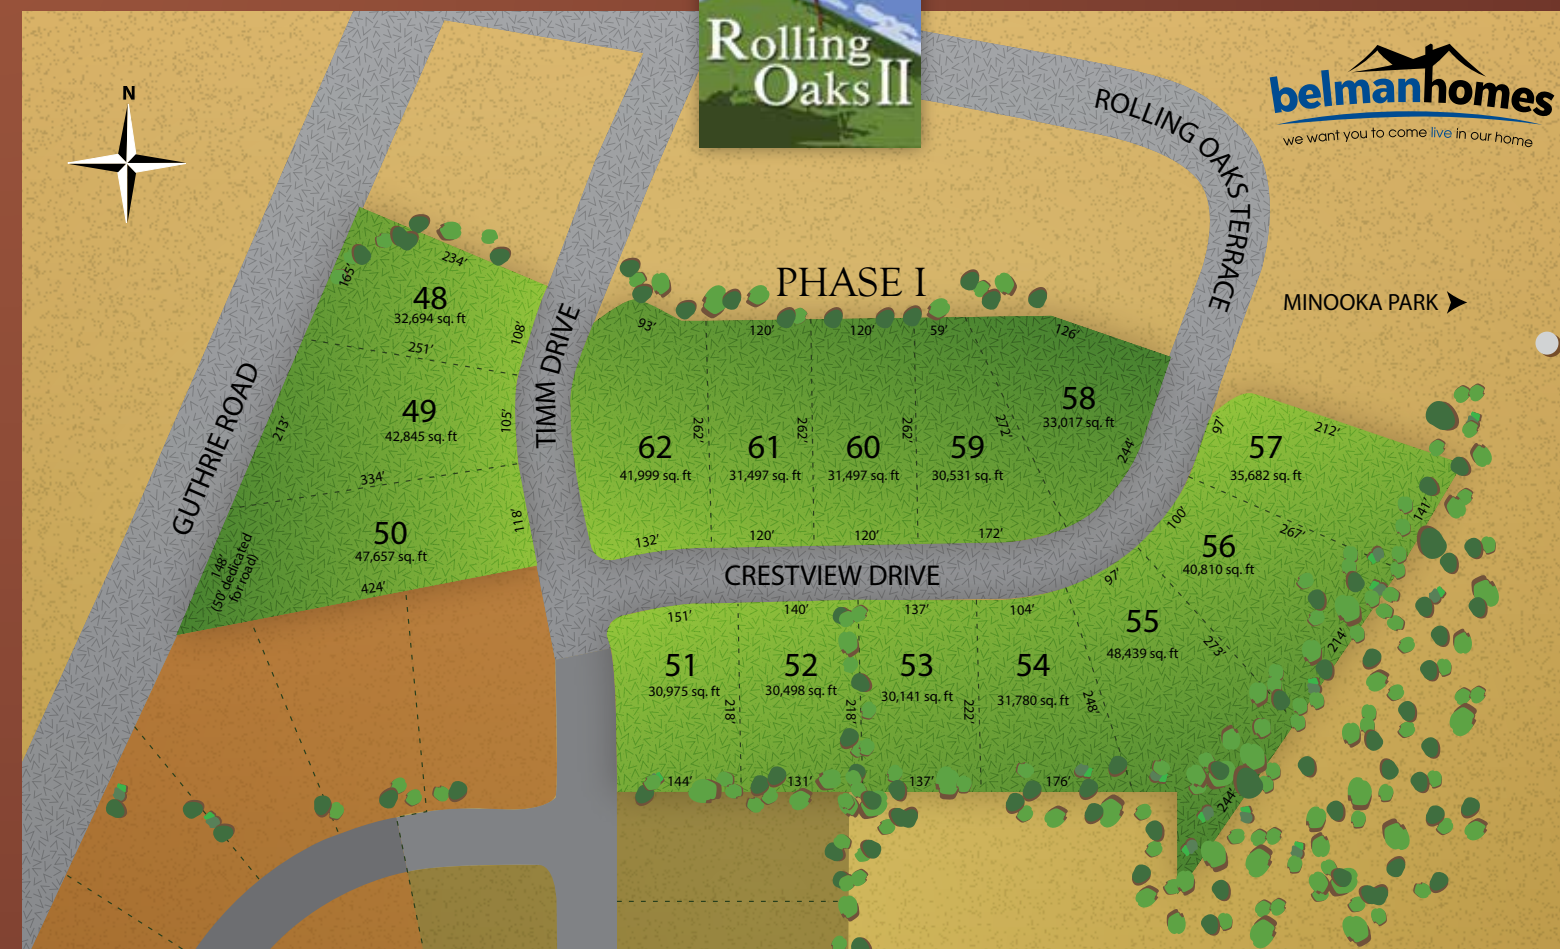 Rolling
Oaks II
N
belmanhomes
we want you to come live in our home
ROLLING OAKS TERRACE
PHASE I
MINOOKA PARK
GUTHRIE ROAD
TIMM DRIVE
CRESTVIEW DRIVE
165'
234'
48
32,694 sq. ft
108'
251'
49
42,845 sq. ft
105'
213'
334'
50
47,657 sq. ft
118'
148'
(50' dedicated
for road)
424'
93'
120'
120'
59'
126'
62
41,999 sq. ft
262'
61
31,497 sq. ft
262'
60
31,497 sq. ft
262'
59
30,531 sq. ft
272'
58
33,017 sq. ft
244'
132'
120'
120'
172'
97'
212'
57
35,682 sq. ft
141'
100'
267'
56
40,810 sq. ft
97'
273'
214'
55
48,439 sq. ft
248'
244'
151'
140'
137'
104'
51
30,975 sq. ft
218'
52
30,498 sq. ft
218'
53
30,141 sq. ft
222'
54
31,780 sq. ft
144'
131'
137'
176'